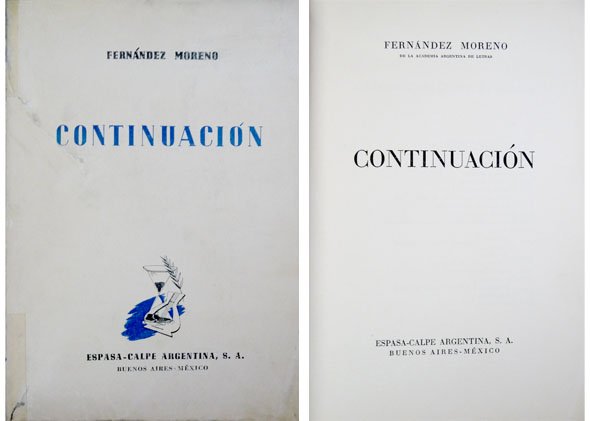 FERNÁNDEZ MORENO
CONTINUACIÓN
ESPASA-CALPE ARGENTINA, S. A.
BUENOS AIRES-MÉXICO
FERNÁNDEZ MORENO
DE LA ACADEMIA ARGENTINA DE LETRAS
CONTINUACIÓN
ESPASA-CALPE ARGENTINA, S. A.
BUENOS AIRES-MÉXICO